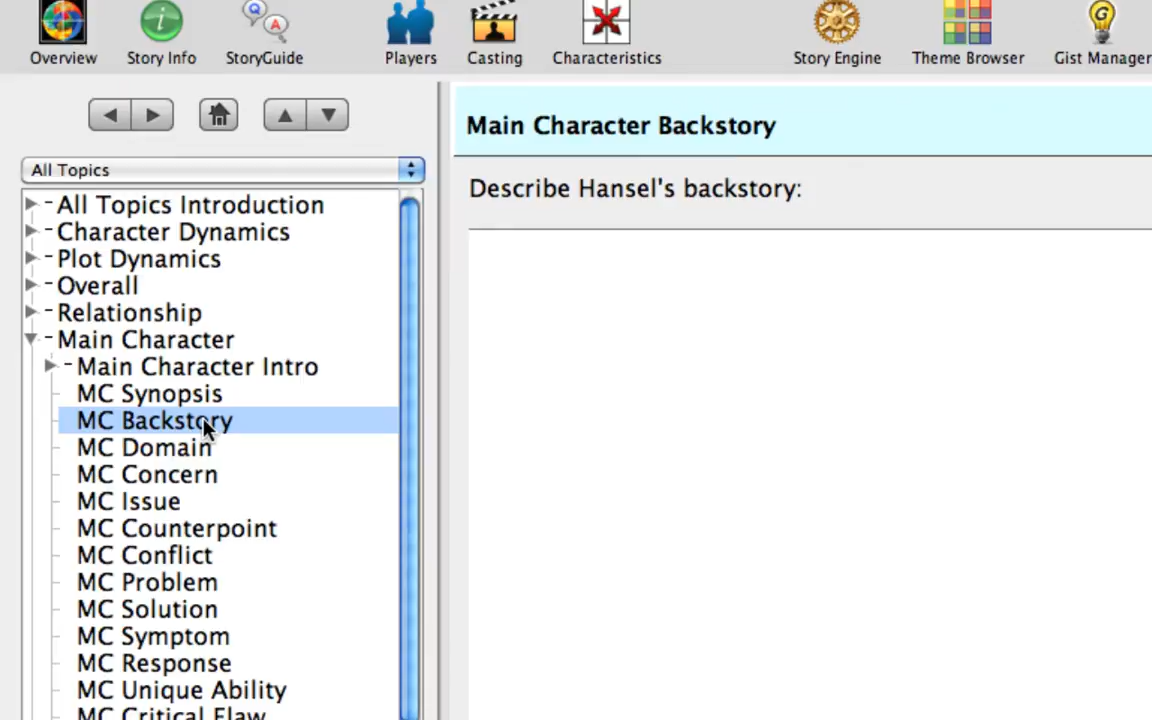 Overview Story Info StoryGuide Players Casting Characteristics Story Engine Theme Browser Gist Manager
Q
A
G
Main Character Backstory
All Topics
Describe Hansel's backstory:
All Topics Introduction
Character Dynamics
Plot Dynamics
Overall
Relationship
Main Character
Main Character Intro
MC Synopsis
MC Backstory
MC Domain
MC Concern
MC Issue
MC Counterpoint
MC Conflict
MC Problem
MC Solution
MC Symptom
MC Response
MC Unique Ability
MC Critical Flaw